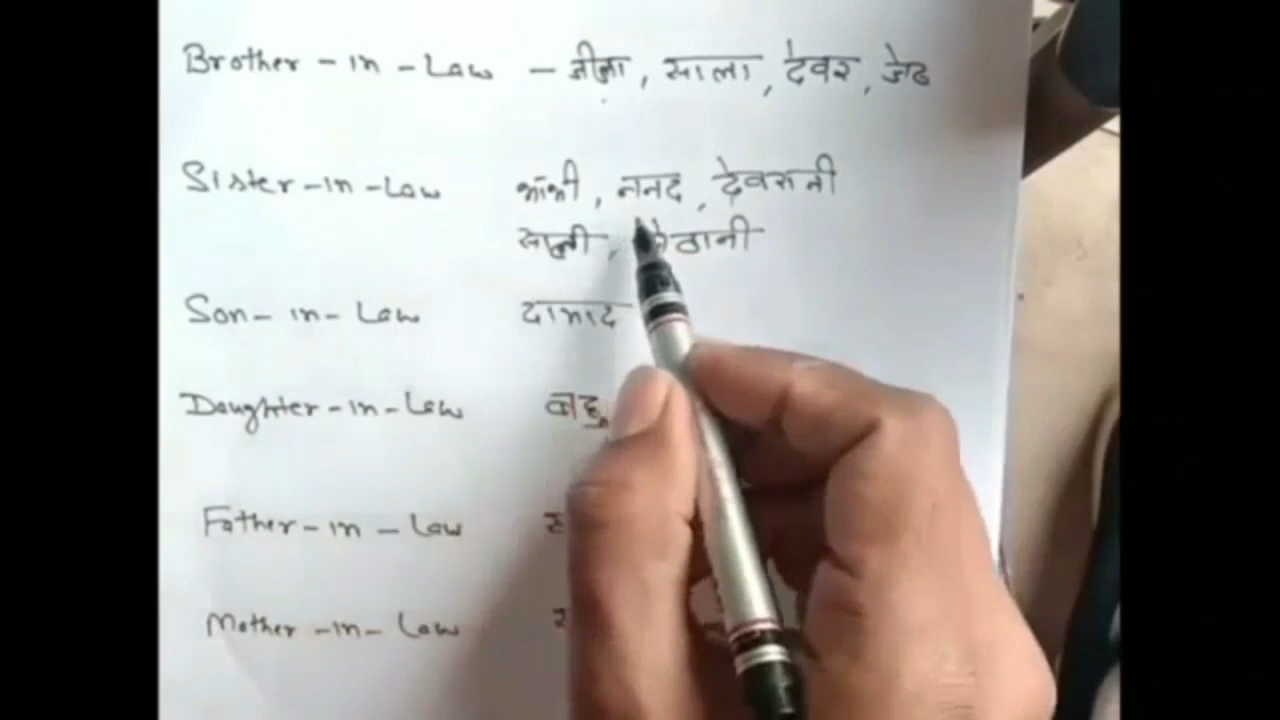 Brother-in-Law – जीजा, साला, देवर, जेठ
Sister-in-Law भाँभी, ननद, देवरानी
साली, जेठानी
Son-in-Law दामाद
Daughter-in-Law बहू
Father-in-Law
Mother-in-Law